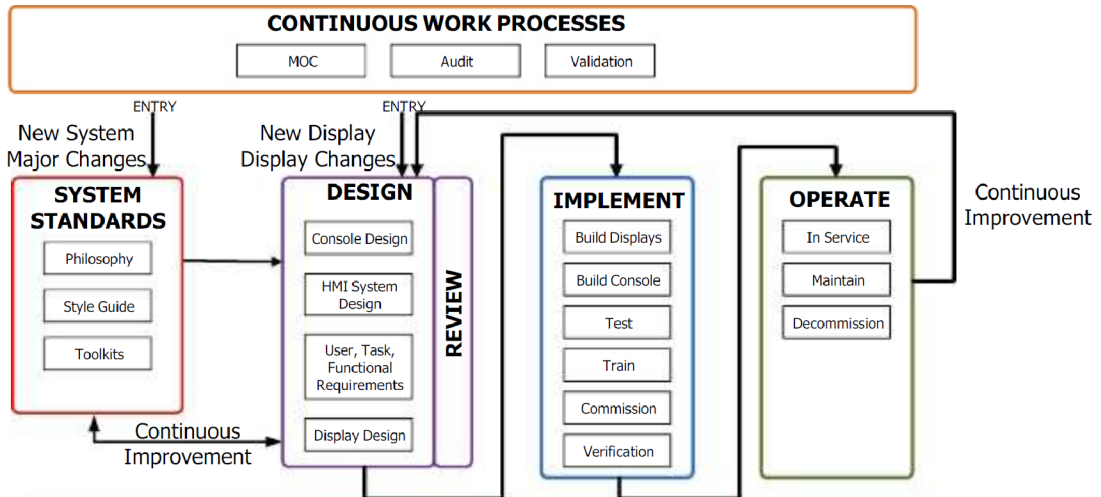 CONTINUOUS WORK PROCESSES
MOC
Audit
Validation
ENTRY
New System
Major Changes
ENTRY
New Display
Display Changes
SYSTEM
STANDARDS
Philosophy
Style Guide
Toolkits
Continuous
Improvement
DESIGN
Console Design
HMI System
Design
User, Task,
Functional
Requirements
Display Design
REVIEW
IMPLEMENT
Build Displays
Build Console
Test
Train
Commission
Verification
OPERATE
In Service
Maintain
Decommission
Continuous
Improvement